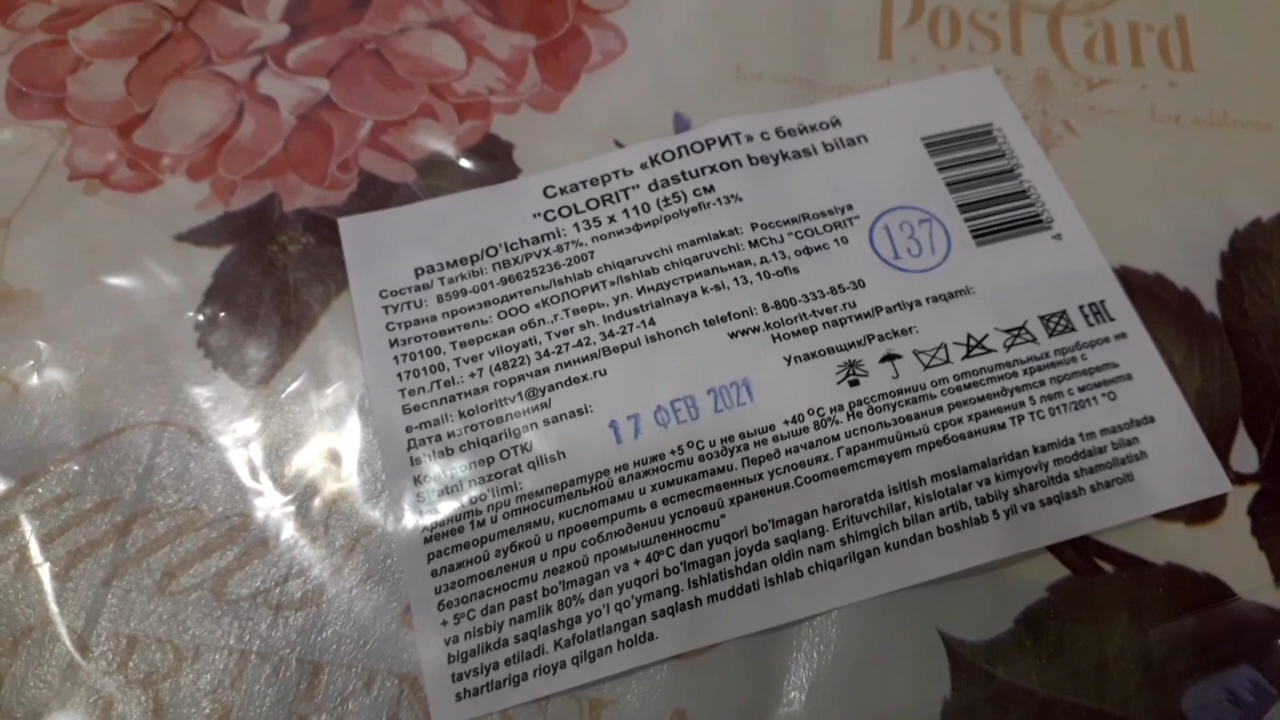 Post Card
for address
Скатерть «КОЛОРИТ» с бейкой
"COLORIT" dasturxon beykasi bilan
размер/O'lchami: 135 x 110 (±5) см
Состав/ Tarkibi: ПВХ/PVX-87%, полиэфир/polyefir-13%
ТУ/TU: 8599-001-96625236-2007
Страна производитель/Ishlab chiqaruvchi mamlakat: Россия/Rossiya
Изготовитель: ООО «КОЛОРИТ»/Ishlab chiqaruvchi: MChJ "COLORIT"
170100, Тверская обл.,г.Тверь, ул. Индустриальная, д.13, офис 10
170100, Tver viloyati, Tver sh. Industrialnaya k-si, 13, 10-ofis
Тел./Tel.: +7 (4822) 34-27-42, 34-27-14
Бесплатная горячая линия/Bepul ishonch telefoni: 8-800-333-85-30
e-mail: kolorittv1@yandex.ru
www.kolorit-tver.ru
137
Дата изготовления/
Ishlab chiqarilgan sanasi:
17 ФЕВ 2021
Номер партии/Partiya raqami:
Упаковщик/Packer:
EAC
Контролер ОТК/
Sifatni nazorat qilish
bo'limi:
Хранить при температуре не ниже +5 ⁰С и не выше +40 ⁰С на расстоянии от отопительных приборов не
менее 1м и относительной влажности воздуха не выше 80%. Не допускать совместное хранение с
растворителями, кислотами и химикатами. Перед началом использования рекомендуется протереть
влажной губкой и проветрить в естественных условиях. Гарантийный срок хранения 5 лет с момента
изготовления и при соблюдении условий хранения.Соответствует требованиям ТР ТС 017/2011 "О
безопасности легкой промышленности"
+ 5⁰C dan past bo'lmagan va + 40⁰C dan yuqori bo'lmagan haroratda isitish moslamalaridan kamida 1m masofada
va nisbiy namlik 80% dan yuqori bo'lmagan joyda saqlang. Erituvchilar, kislotalar va kimyoviy moddalar bilan
bigalikda saqlashga yo'l qo'ymang. Ishlatishdan oldin nam shimgich bilan artib, tabiiy sharoitda shamollatish
tavsiya etiladi. Kafolatlangan saqlash muddati ishlab chiqarilgan kundan boshlab 5 yil va saqlash sharoiti
shartlariga rioya qilgan holda.